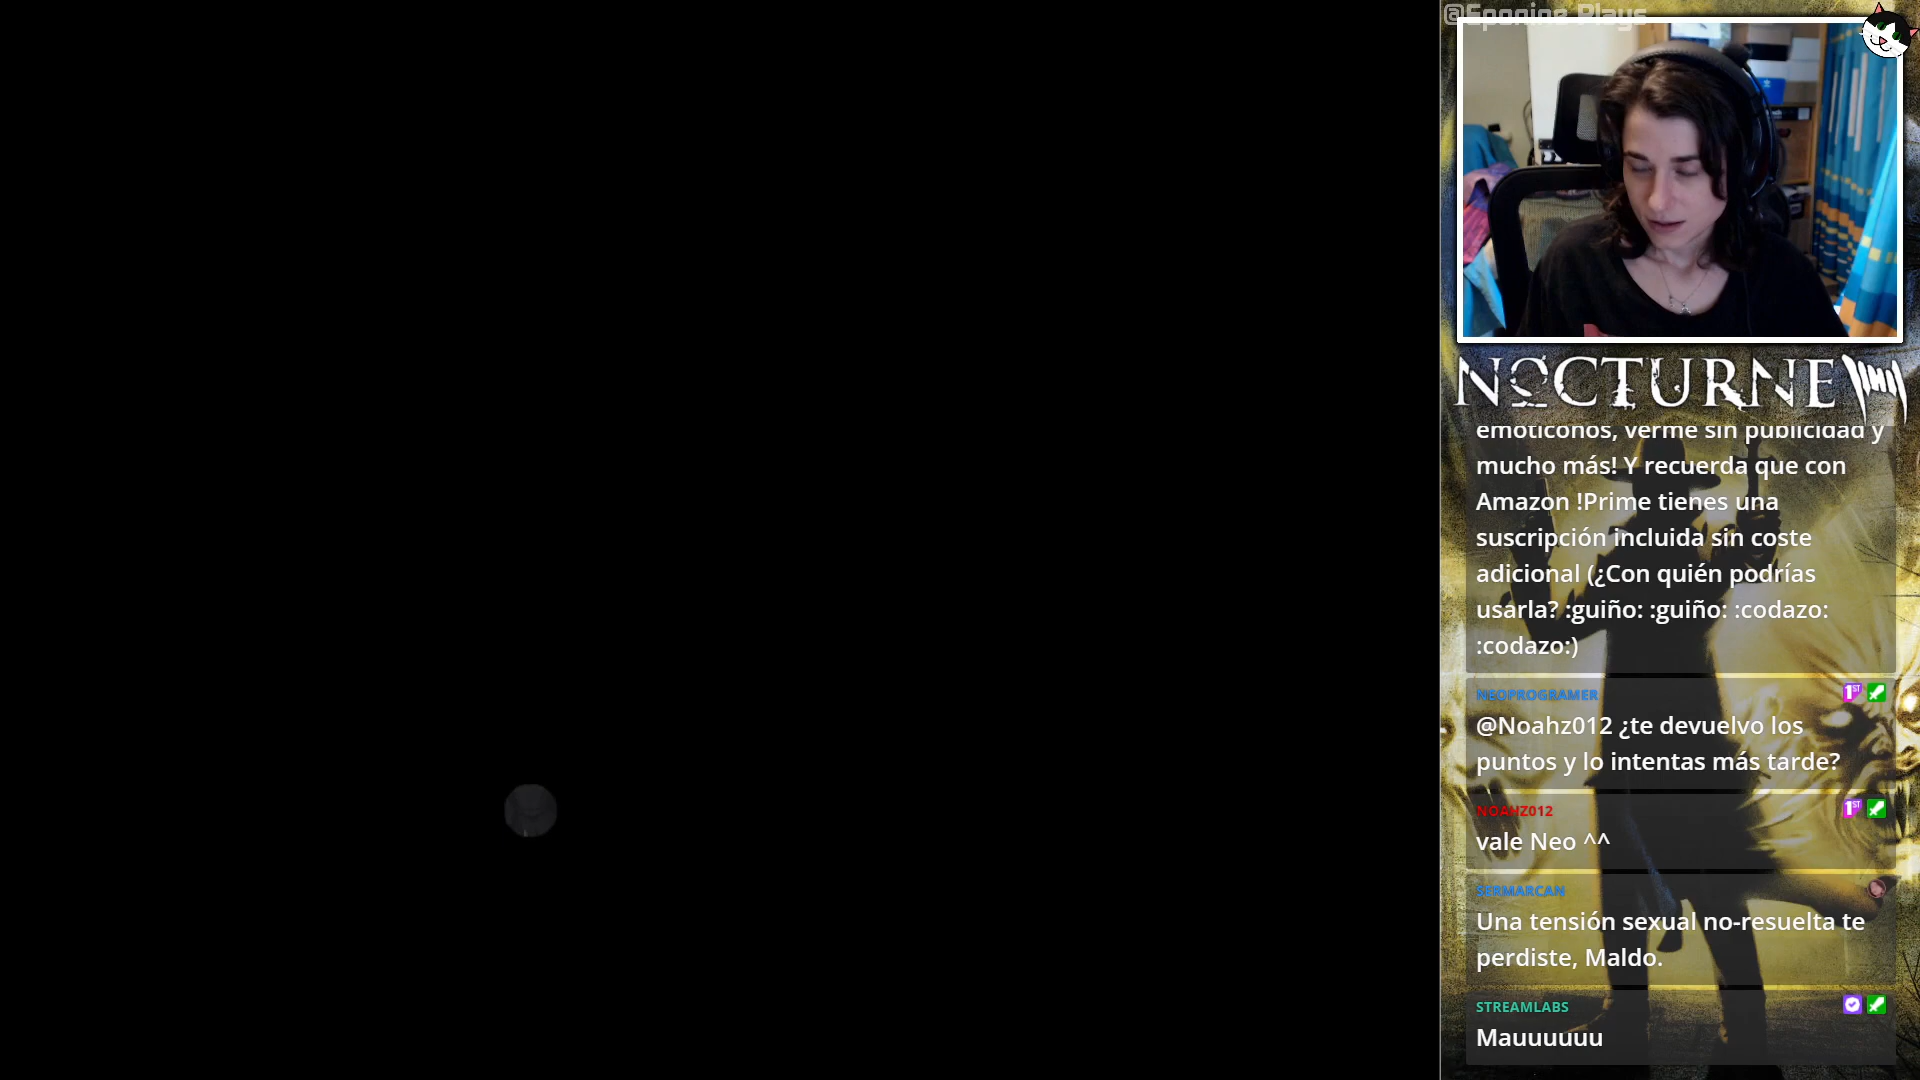 @Eponine Plays
NOCTURNE
emoticonos, verme sin publicidad y
mucho más! Y recuerda que con
Amazon !Prime tienes una
suscripción incluida sin coste
adicional (¿Con quién podrías
usarla? :guiño: :guiño: :codazo:
:codazo:)
NEOPROGRAMER
@Noahz012 ¿te devuelvo los
puntos y lo intentas más tarde?
NOAHZ012
vale Neo ^^
SERMARCAN
Una tensión sexual no-resuelta te
perdiste, Maldo.
STREAMLABS
Mauuuuuu